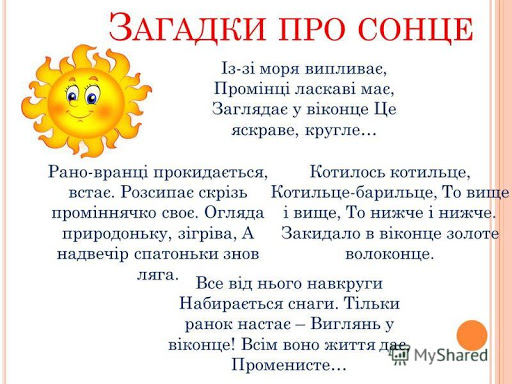 ЗАГАДКИ ПРО СОНЦЕ
Із-зі моря випливає,
Промінці ласкаві має,
Заглядає у віконце Це
яскраве, кругле…
Рано-вранці прокидається,
встає. Розсипає скрізь
проміннячко своє. Огляда
природоньку, зігріва, А
надвечір спатоньки знов
ляга.
Котилось котильце,
Котильце-барильце, То вище
і вище, То нижче і нижче.
Закидало в віконце золоте
волоконце.
Все від нього навкруги
Набирається снаги. Тільки
ранок настає – Виглянь у
віконце! Всім воно життя дає
Променисте…
MyShared